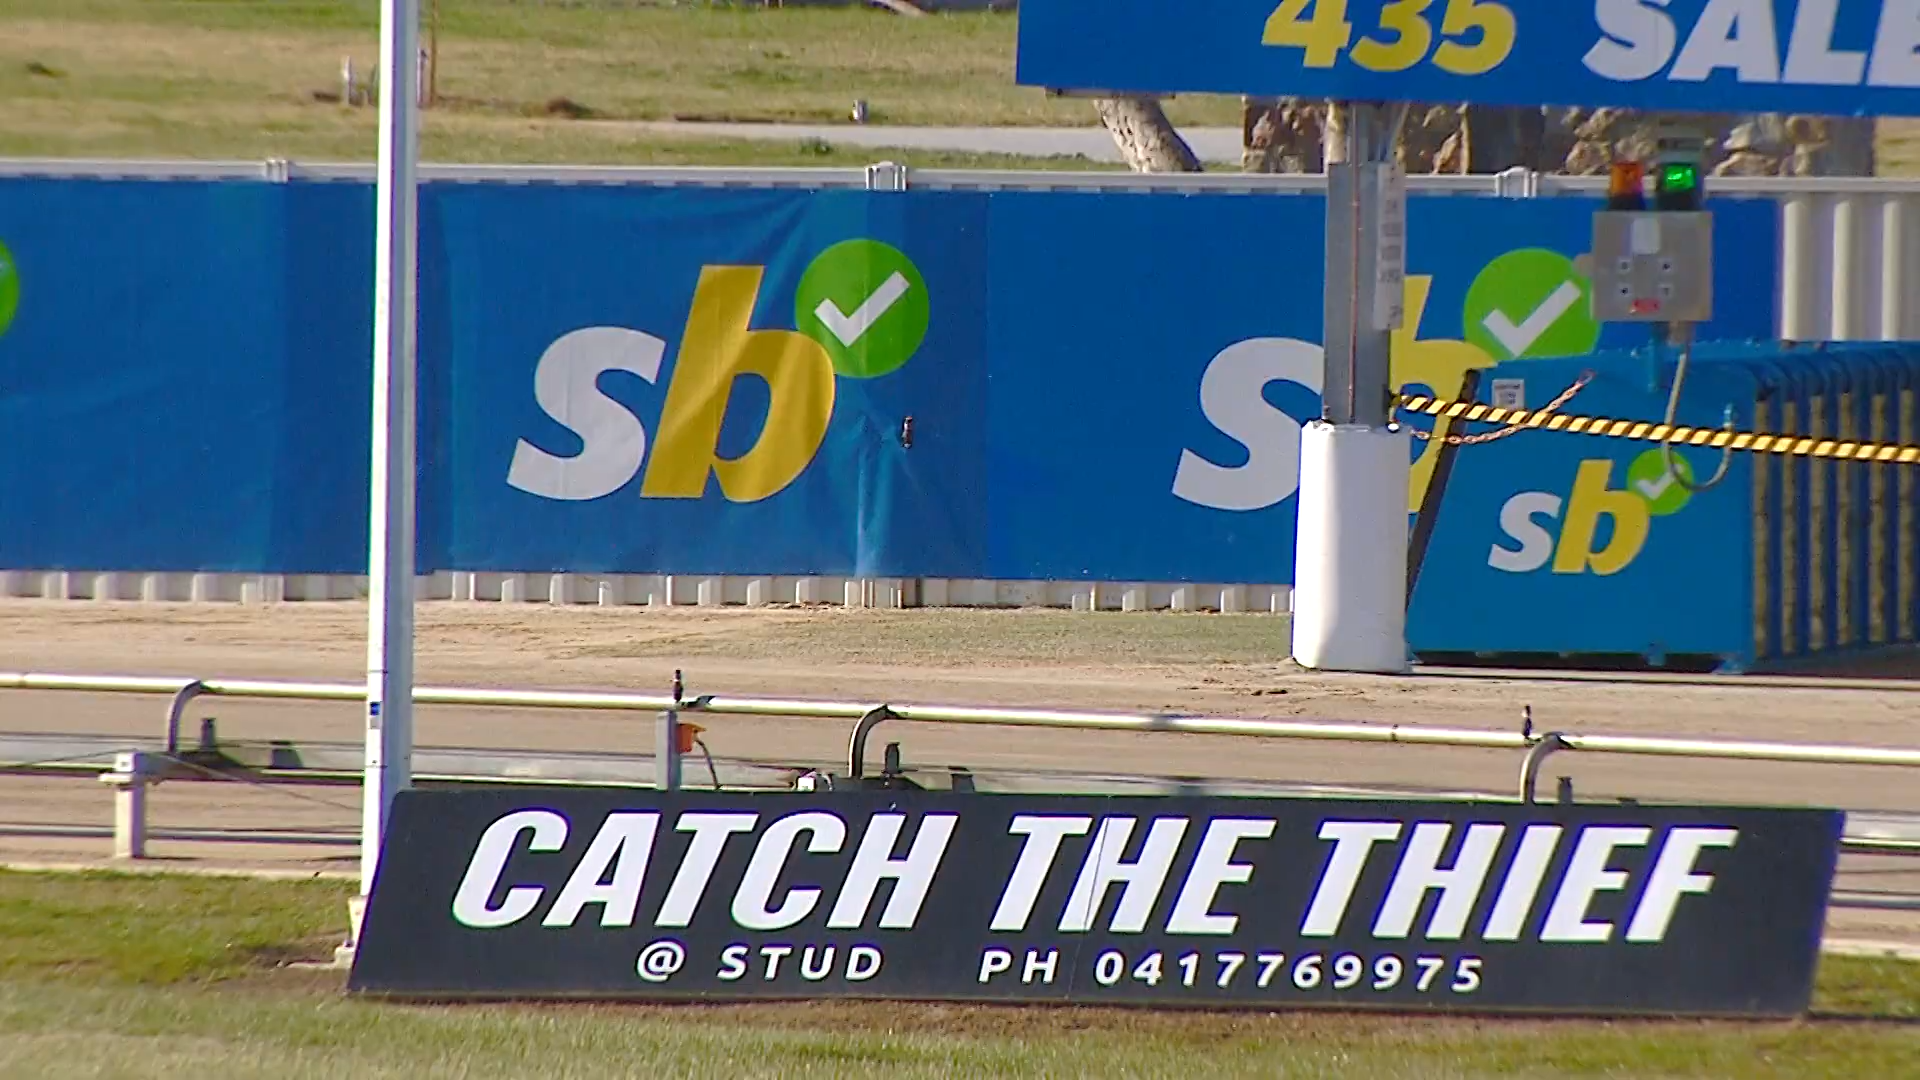 435 SALE
sb
sb
sb
CATCH THE THIEF
@ STUD PH 0417769975